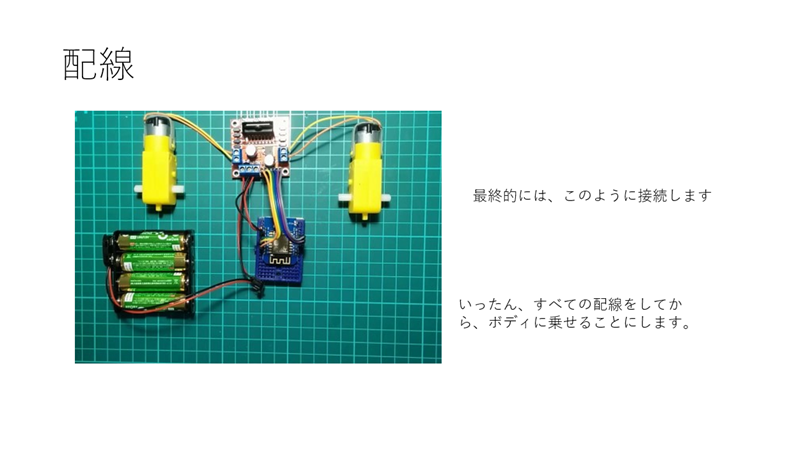 配線
最終的には、このように接続します
いったん、すべての配線をしてか
ら、ボディに乗せることにします。